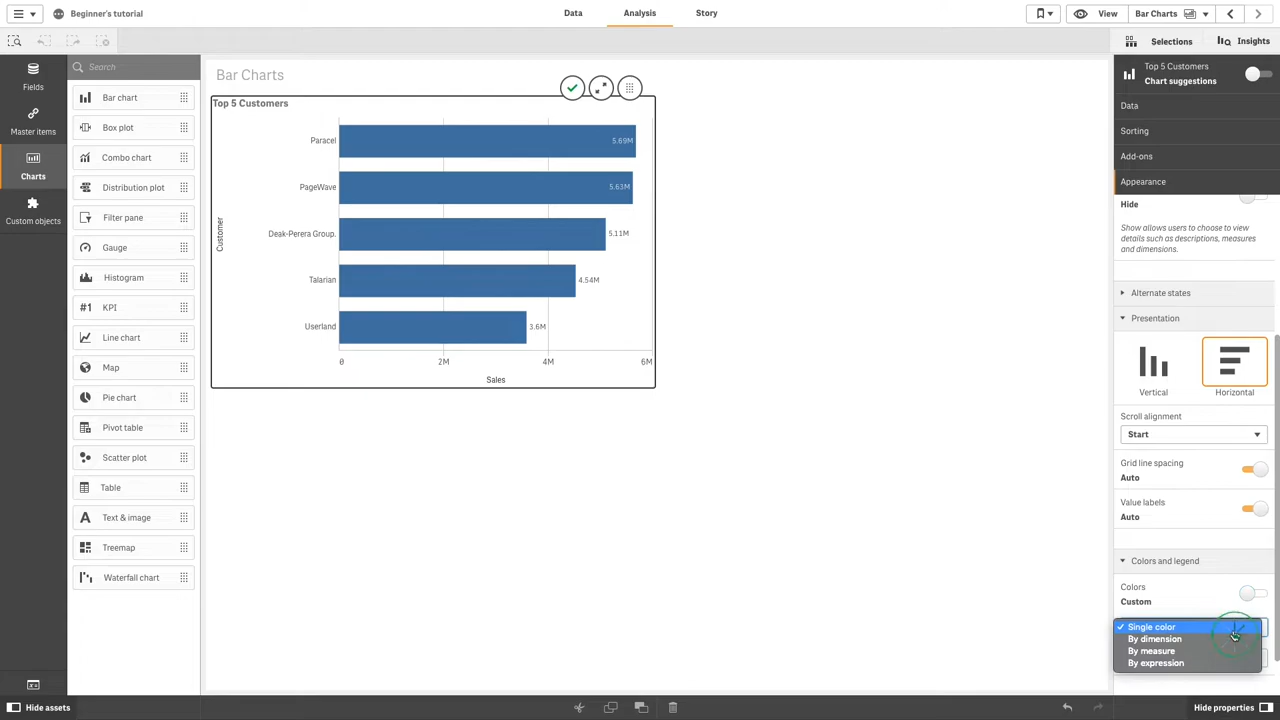 Beginner's tutorial
Data
Analysis
Story
View
Bar Charts
Selections
Insights
Fields
Master items
Charts
Custom objects
Search
Bar chart
Box plot
Combo chart
Distribution plot
Filter pane
Gauge
Histogram
#1 KPI
Line chart
Map
Pie chart
Pivot table
Scatter plot
Table
A Text & image
Treemap
Waterfall chart
Bar Charts
Top 5 Customers
Customer
Paracel
5.69M
PageWave
5.63M
Deak-Perera Group.
5.11M
Talarian
4.54M
Userland
3.6M
0
2M
4M
6M
Sales
Top 5 Customers
Chart suggestions
Data
Sorting
Add-ons
Appearance
Hide
Show allows users to choose to view
details such as descriptions, measures
and dimensions.
Alternate states
Presentation
Vertical
Horizontal
Scroll alignment
Start
Grid line spacing
Auto
Value labels
Auto
Colors and legend
Colors
Custom
Single color
By dimension
By measure
By expression
Hide assets
Hide properties